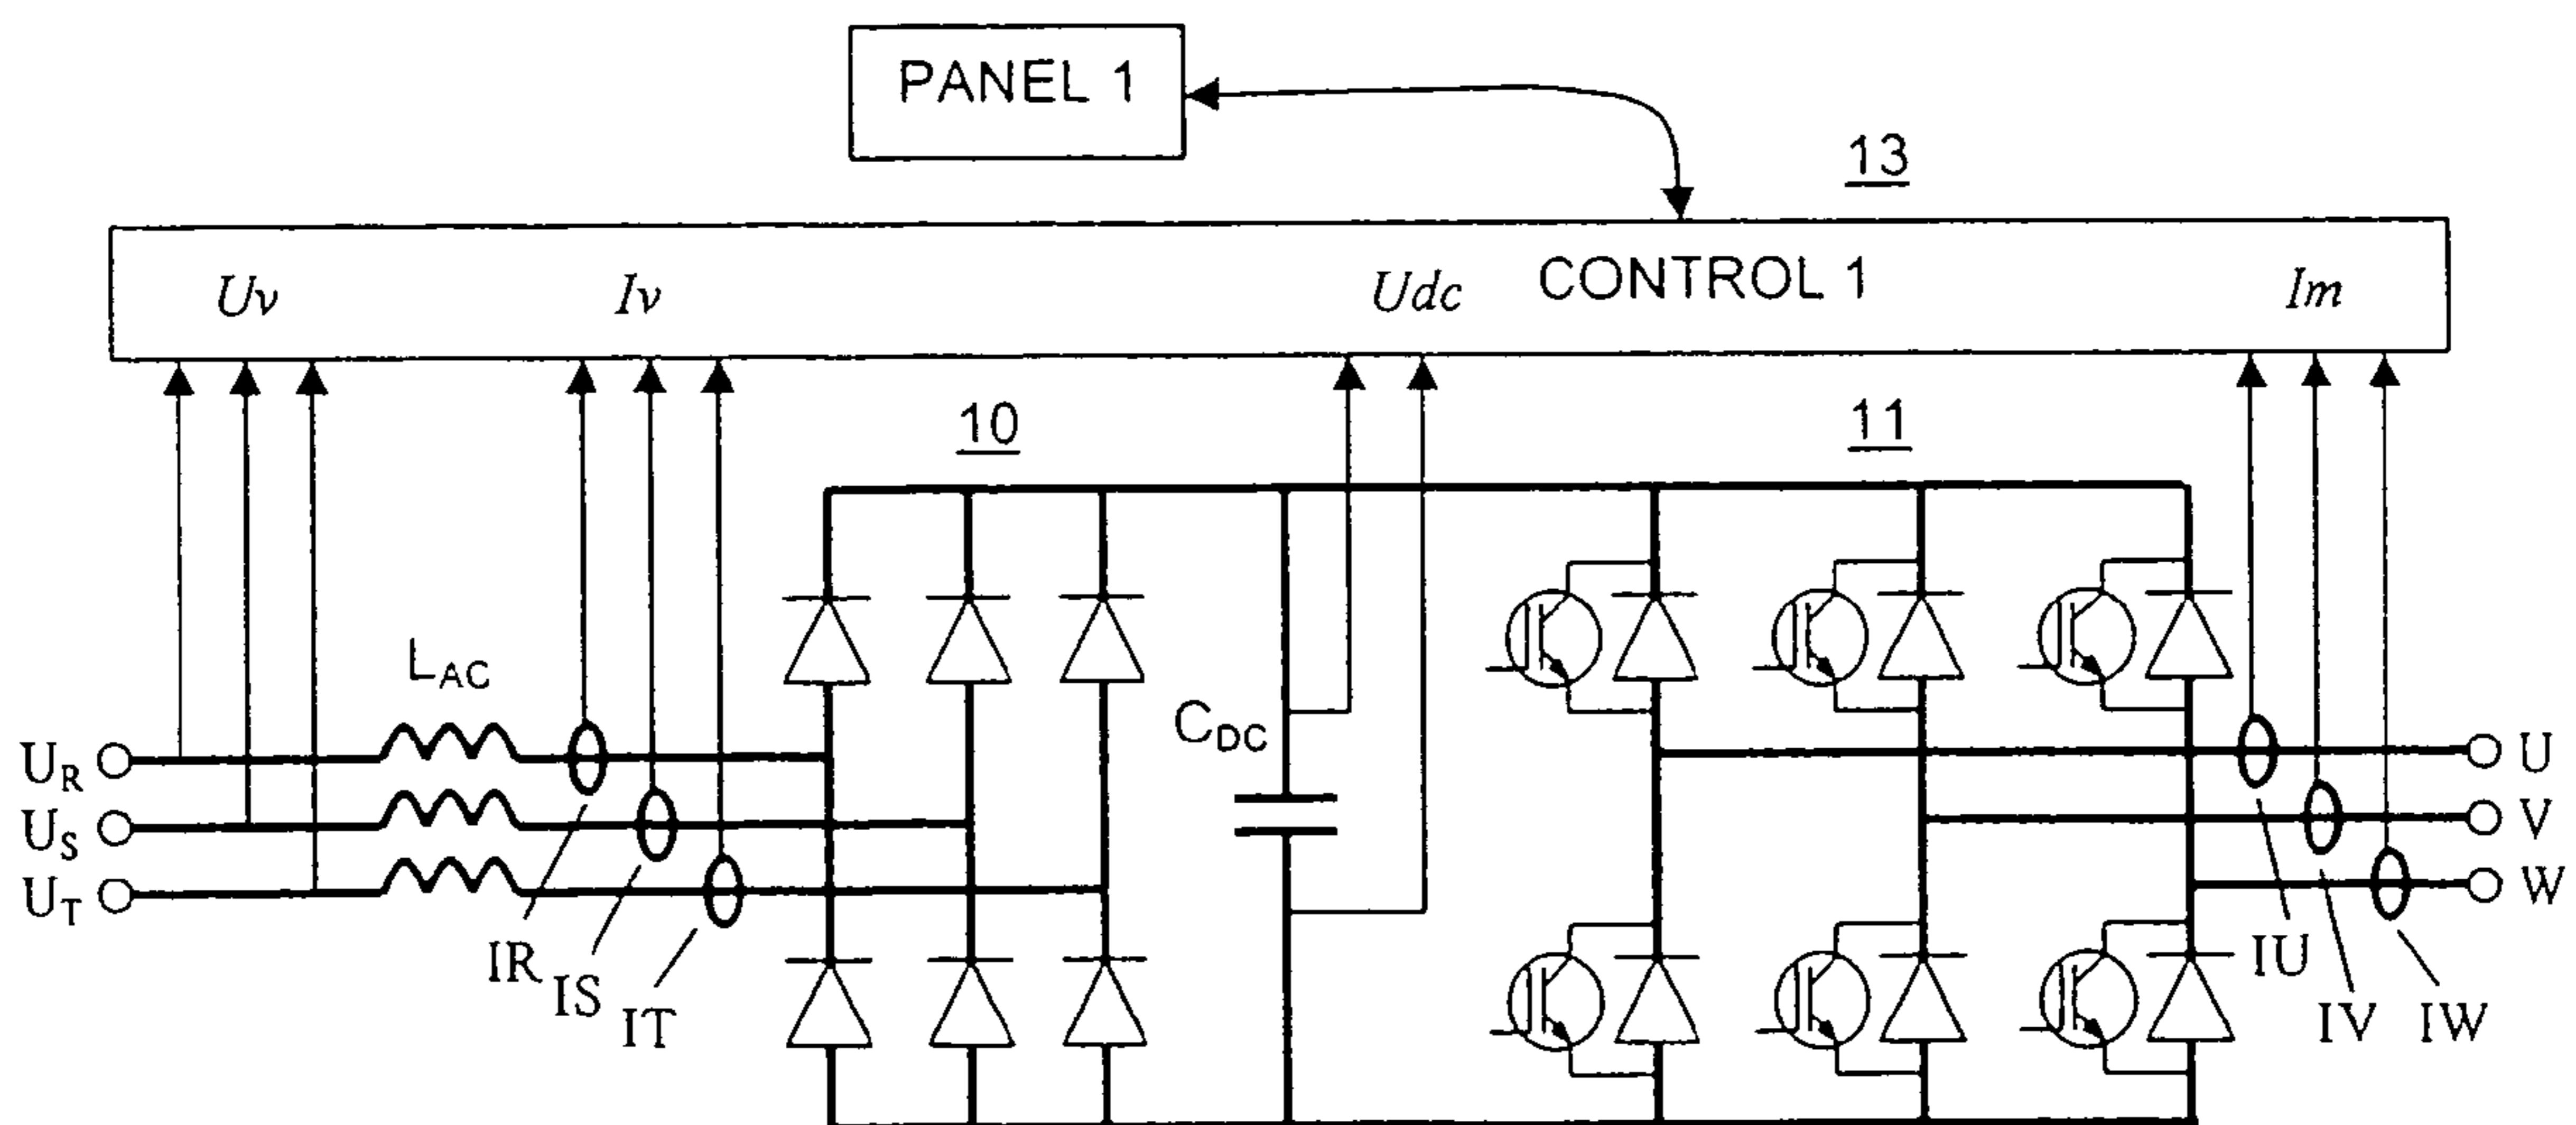 PANEL 1
13
CONTROL 1
Uv
Iv
Udc
Im
10
11
LAC
CDC
UR
US
UT
U
V
W
IR
IS
IT
IU
IV
IW